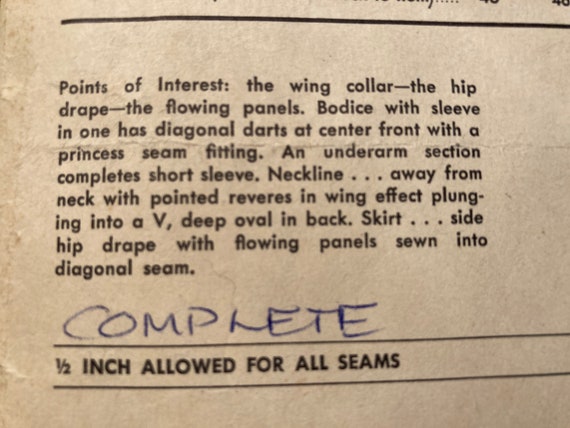 Points of Interest: the wing collar—the hip
drape—the flowing panels. Bodice with sleeve
in one has diagonal darts at center front with a
princess seam fitting. An underarm section
completes short sleeve. Neckline . . . away from
neck with pointed reveres in wing effect plung-
ing into a V, deep oval in back. Skirt . . . side
hip drape with flowing panels sewn into
diagonal seam.
COMPLETE
½ INCH ALLOWED FOR ALL SEAMS